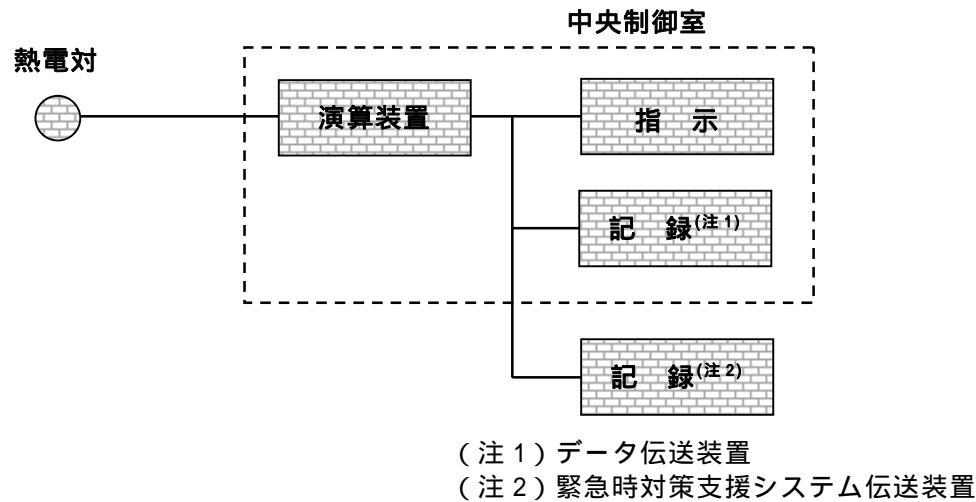 中央制御室
熱電対
演算装置
指　示
記　録(注1)
記　録(注2)
（注1）データ伝送装置
（注2）緊急時対策支援システム伝送装置